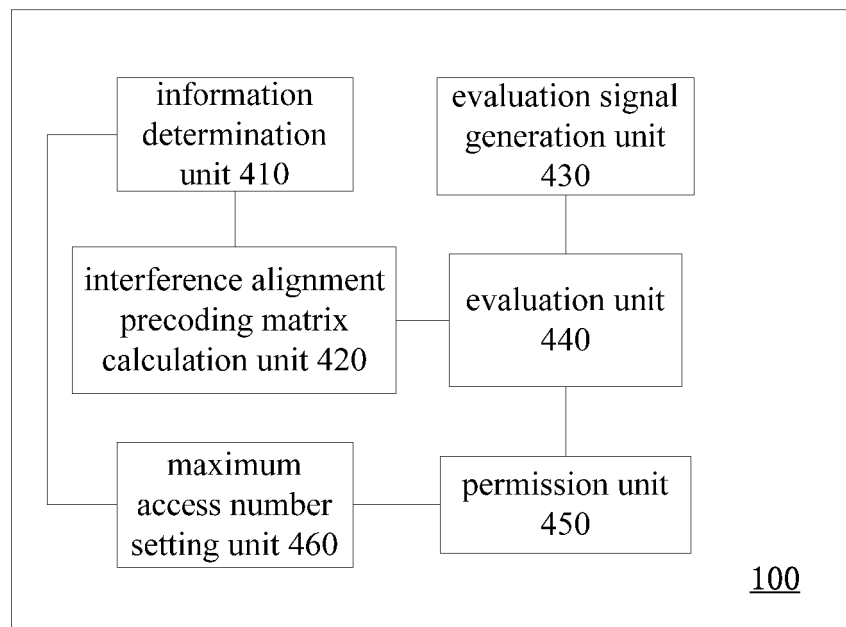 information
determination
unit 410
evaluation signal
generation unit
430
interference alignment
precoding matrix
calculation unit 420
evaluation unit
440
maximum
access number
setting unit 460
permission unit
450
100